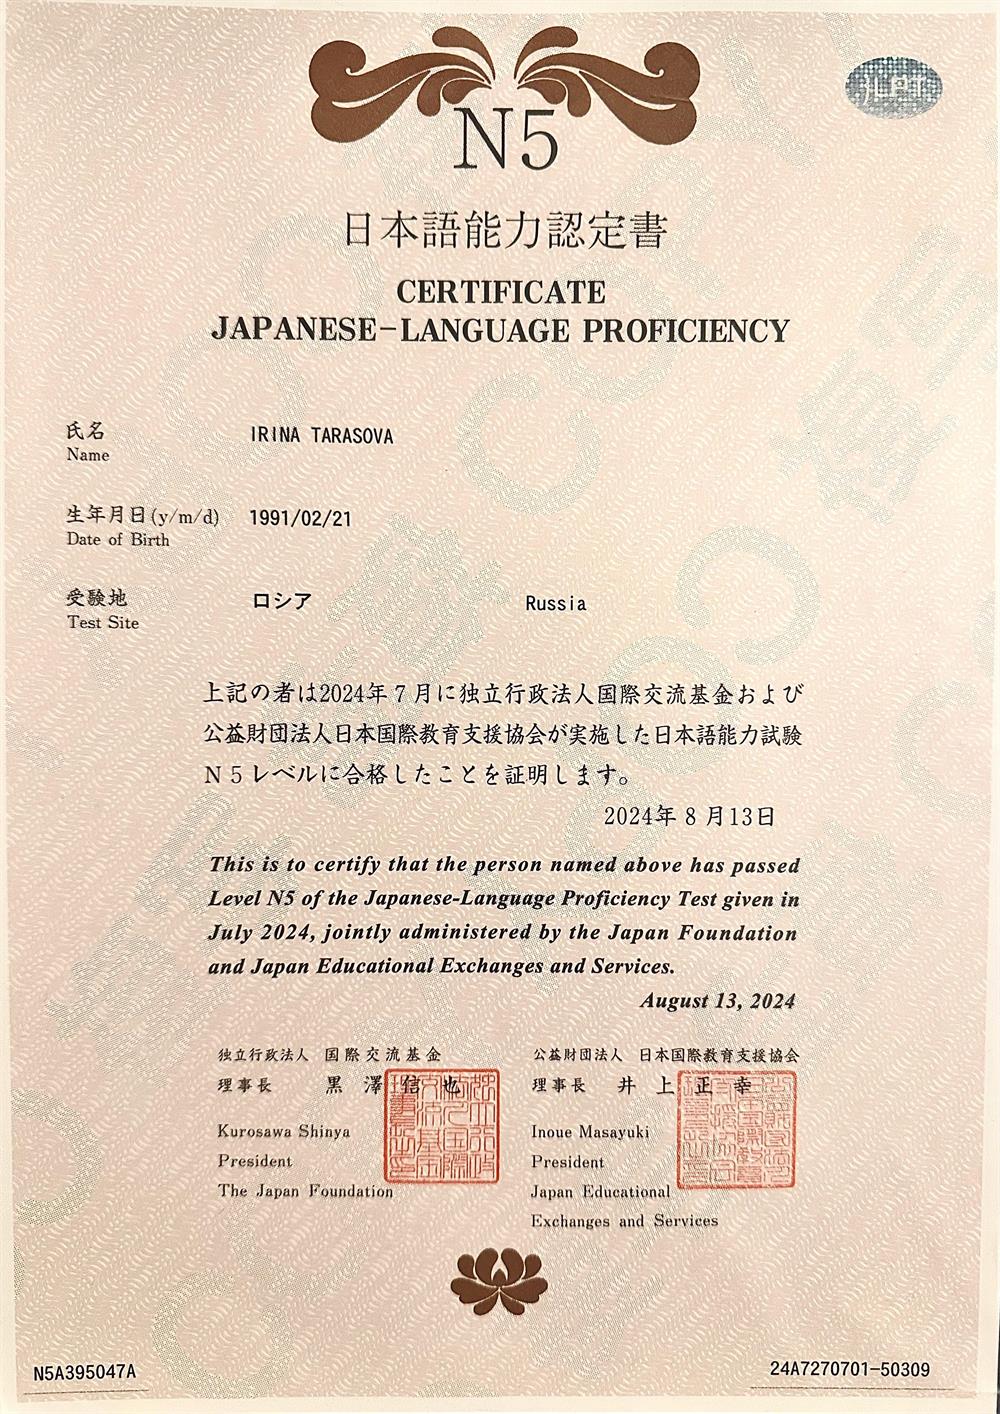 JLPT
N5
日本語能力認定書
CERTIFICATE
JAPANESE-LANGUAGE PROFICIENCY
氏名
Name
IRINA TARASOVA
生年月日(y/m/d)
Date of Birth
1991/02/21
受験地
Test Site
ロシア
Russia
上記の者は2024年7月に独立行政法人国際交流基金および
公益財団法人日本国際教育支援協会が実施した日本語能力試験
N5レベルに合格したことを証明します。
2024年8月13日
This is to certify that the person named above has passed
Level N5 of the Japanese-Language Proficiency Test given in
July 2024, jointly administered by the Japan Foundation
and Japan Educational Exchanges and Services.
August 13, 2024
独立行政法人 国際交流基金
理事長 黒澤信也
Kurosawa Shinya
President
The Japan Foundation
公益財団法人 日本国際教育支援協会
理事長 井上正幸
Inoue Masayuki
President
Japan Educational
Exchanges and Services
N5A395047A
24A7270701-50309